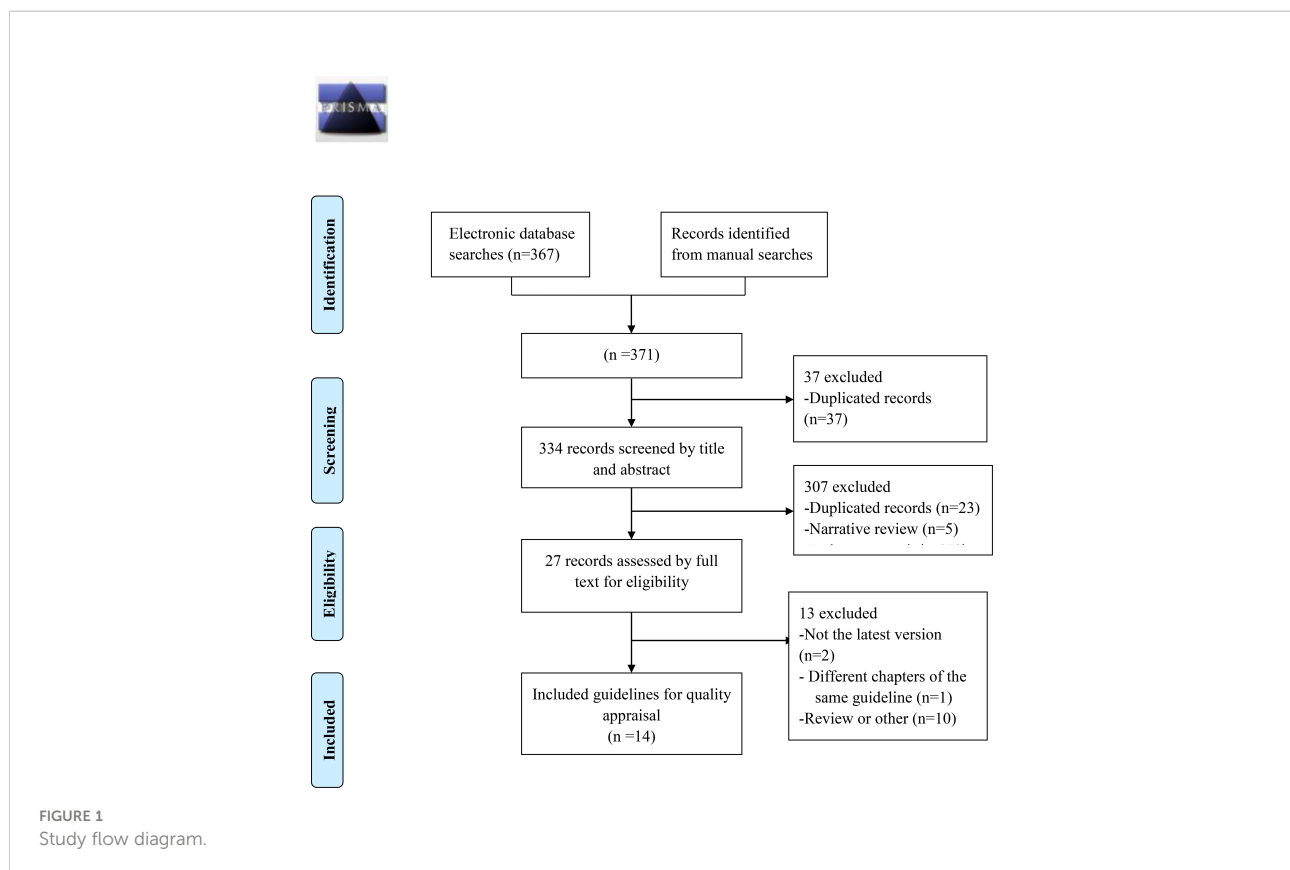 PRISMA
Identification
Electronic database
searches (n=367)
Records identified
from manual searches
(n =371)
37 excluded
-Duplicated records
(n=37)
Screening
334 records screened by title
and abstract
307 excluded
-Duplicated records (n=23)
-Narrative review (n=5)
Eligibility
27 records assessed by full
text for eligibility
13 excluded
-Not the latest version
(n=2)
- Different chapters of the
same guideline (n=1)
-Review or other (n=10)
Included
Included guidelines for quality
appraisal
(n =14)
FIGURE 1
Study flow diagram.